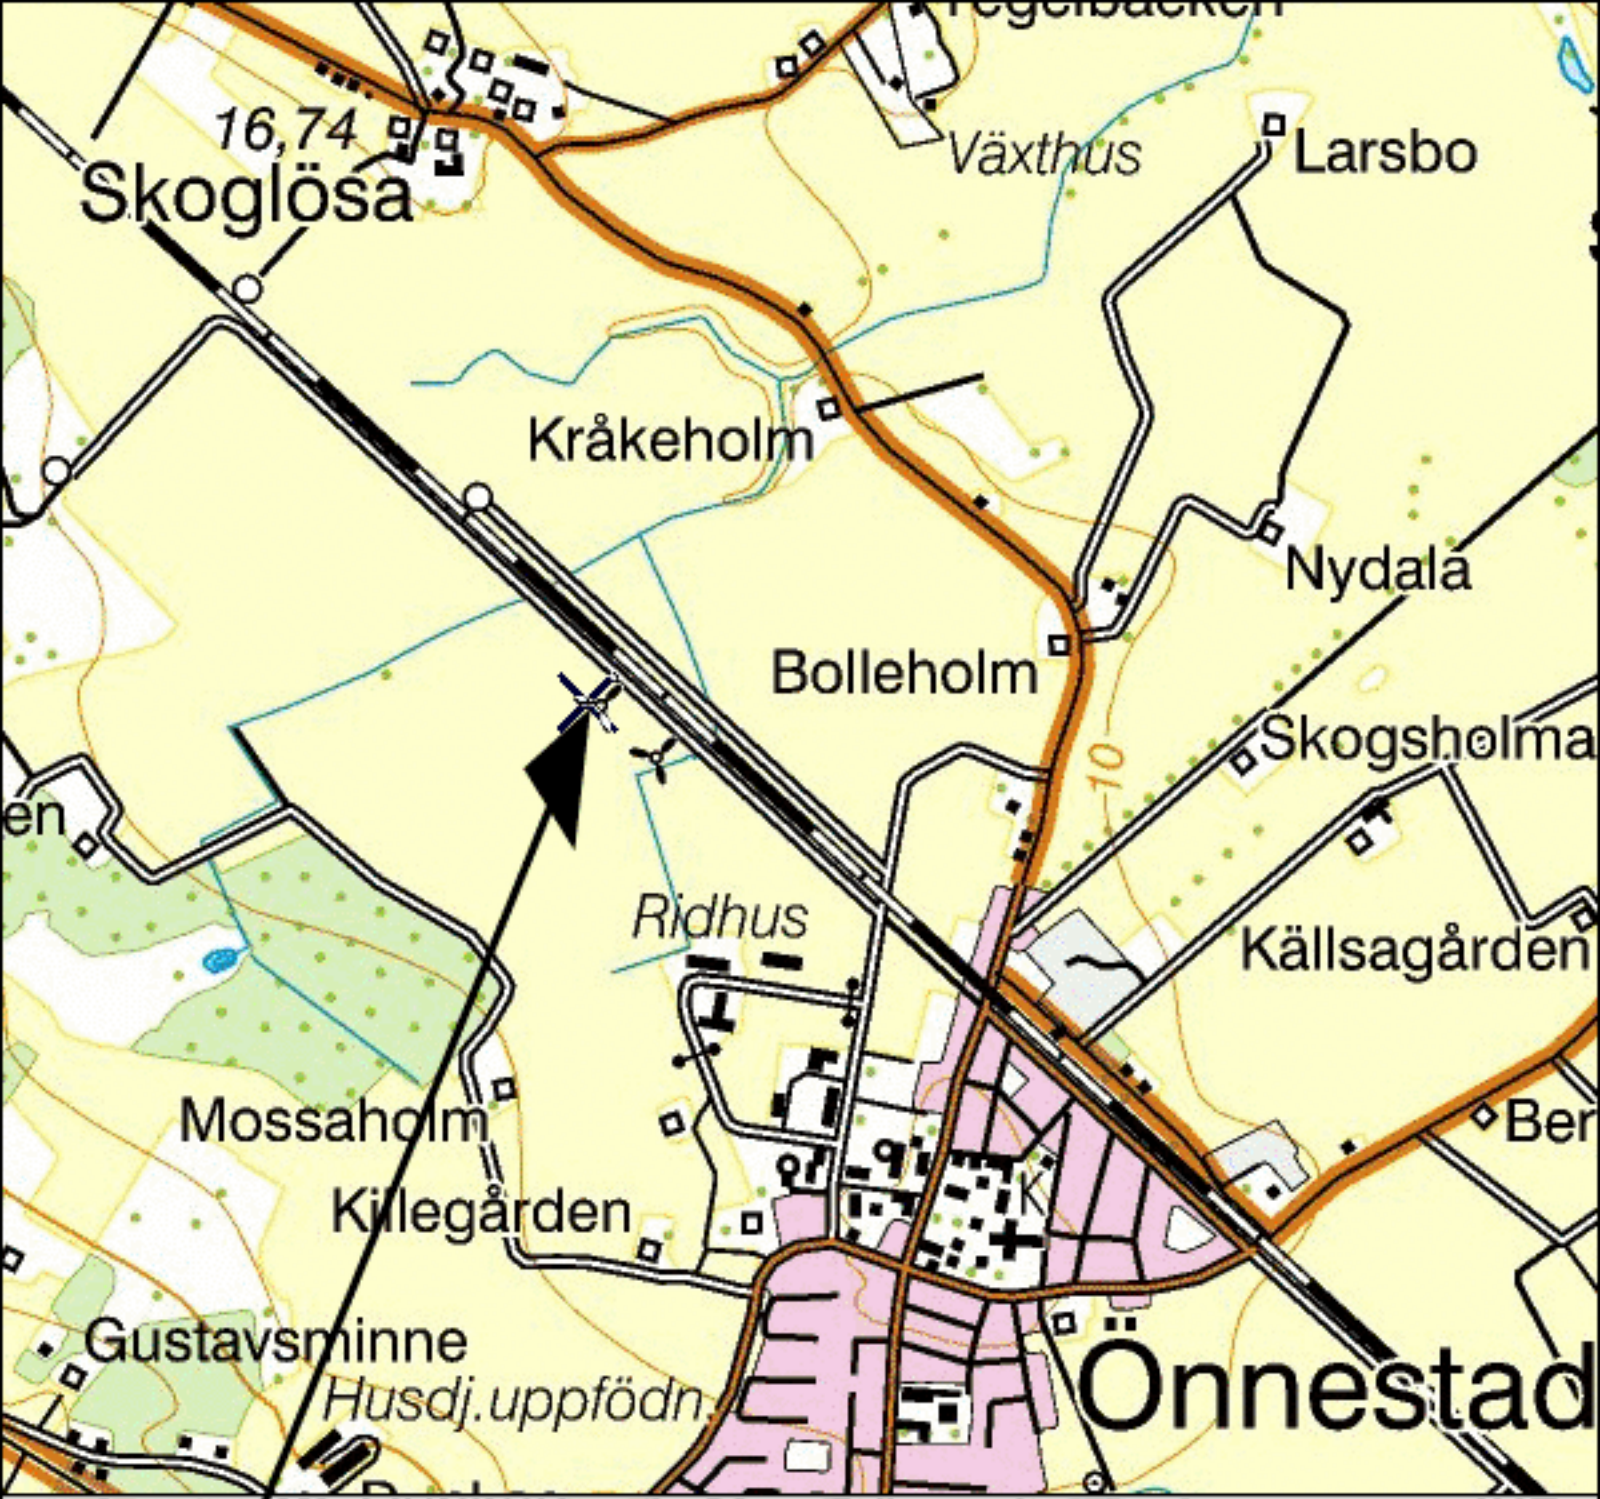 16,74
Växthus
Larsbo
Skoglösa
Kråkeholm
Nydala
Bolleholm
Skogsholma
10
en
Ridhus
Källsagården
Mossaholm
Ber
K
Killegården
Gustavsminne
Husdj.uppfödn.
Önnestad